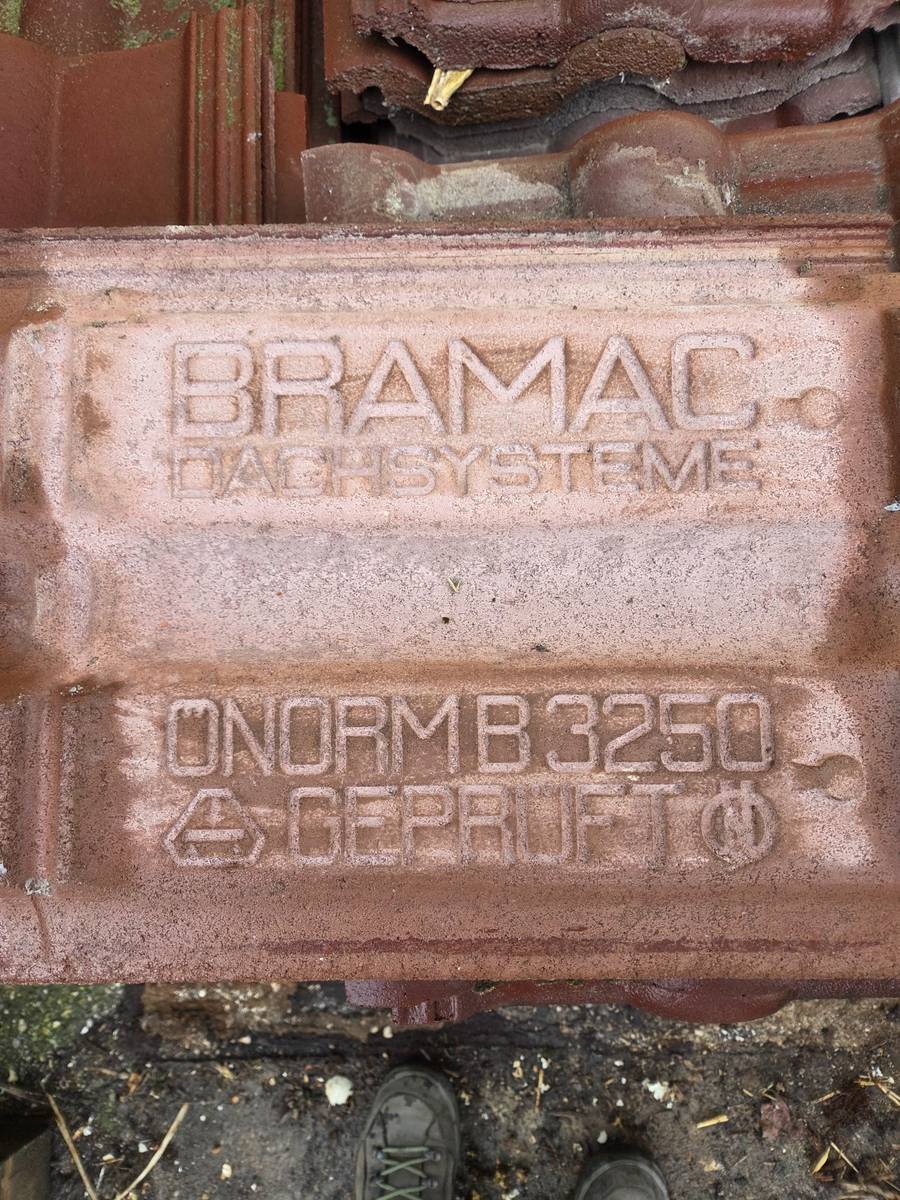 BRAMAC
DACHSYSTEME
ÖNORM B 3250
GEPRÜFT